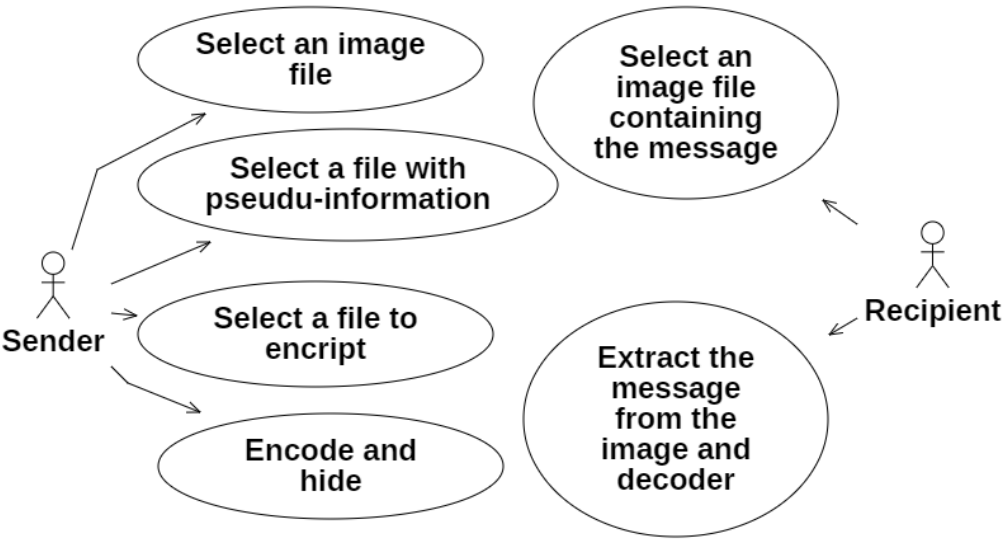 Select an image
file
Select an
image file
containing
the message
Select a file with
pseudu-information
Sender
Recipient
Select a file to
encript
Extract the
message
from the
image and
decoder
Encode and
hide